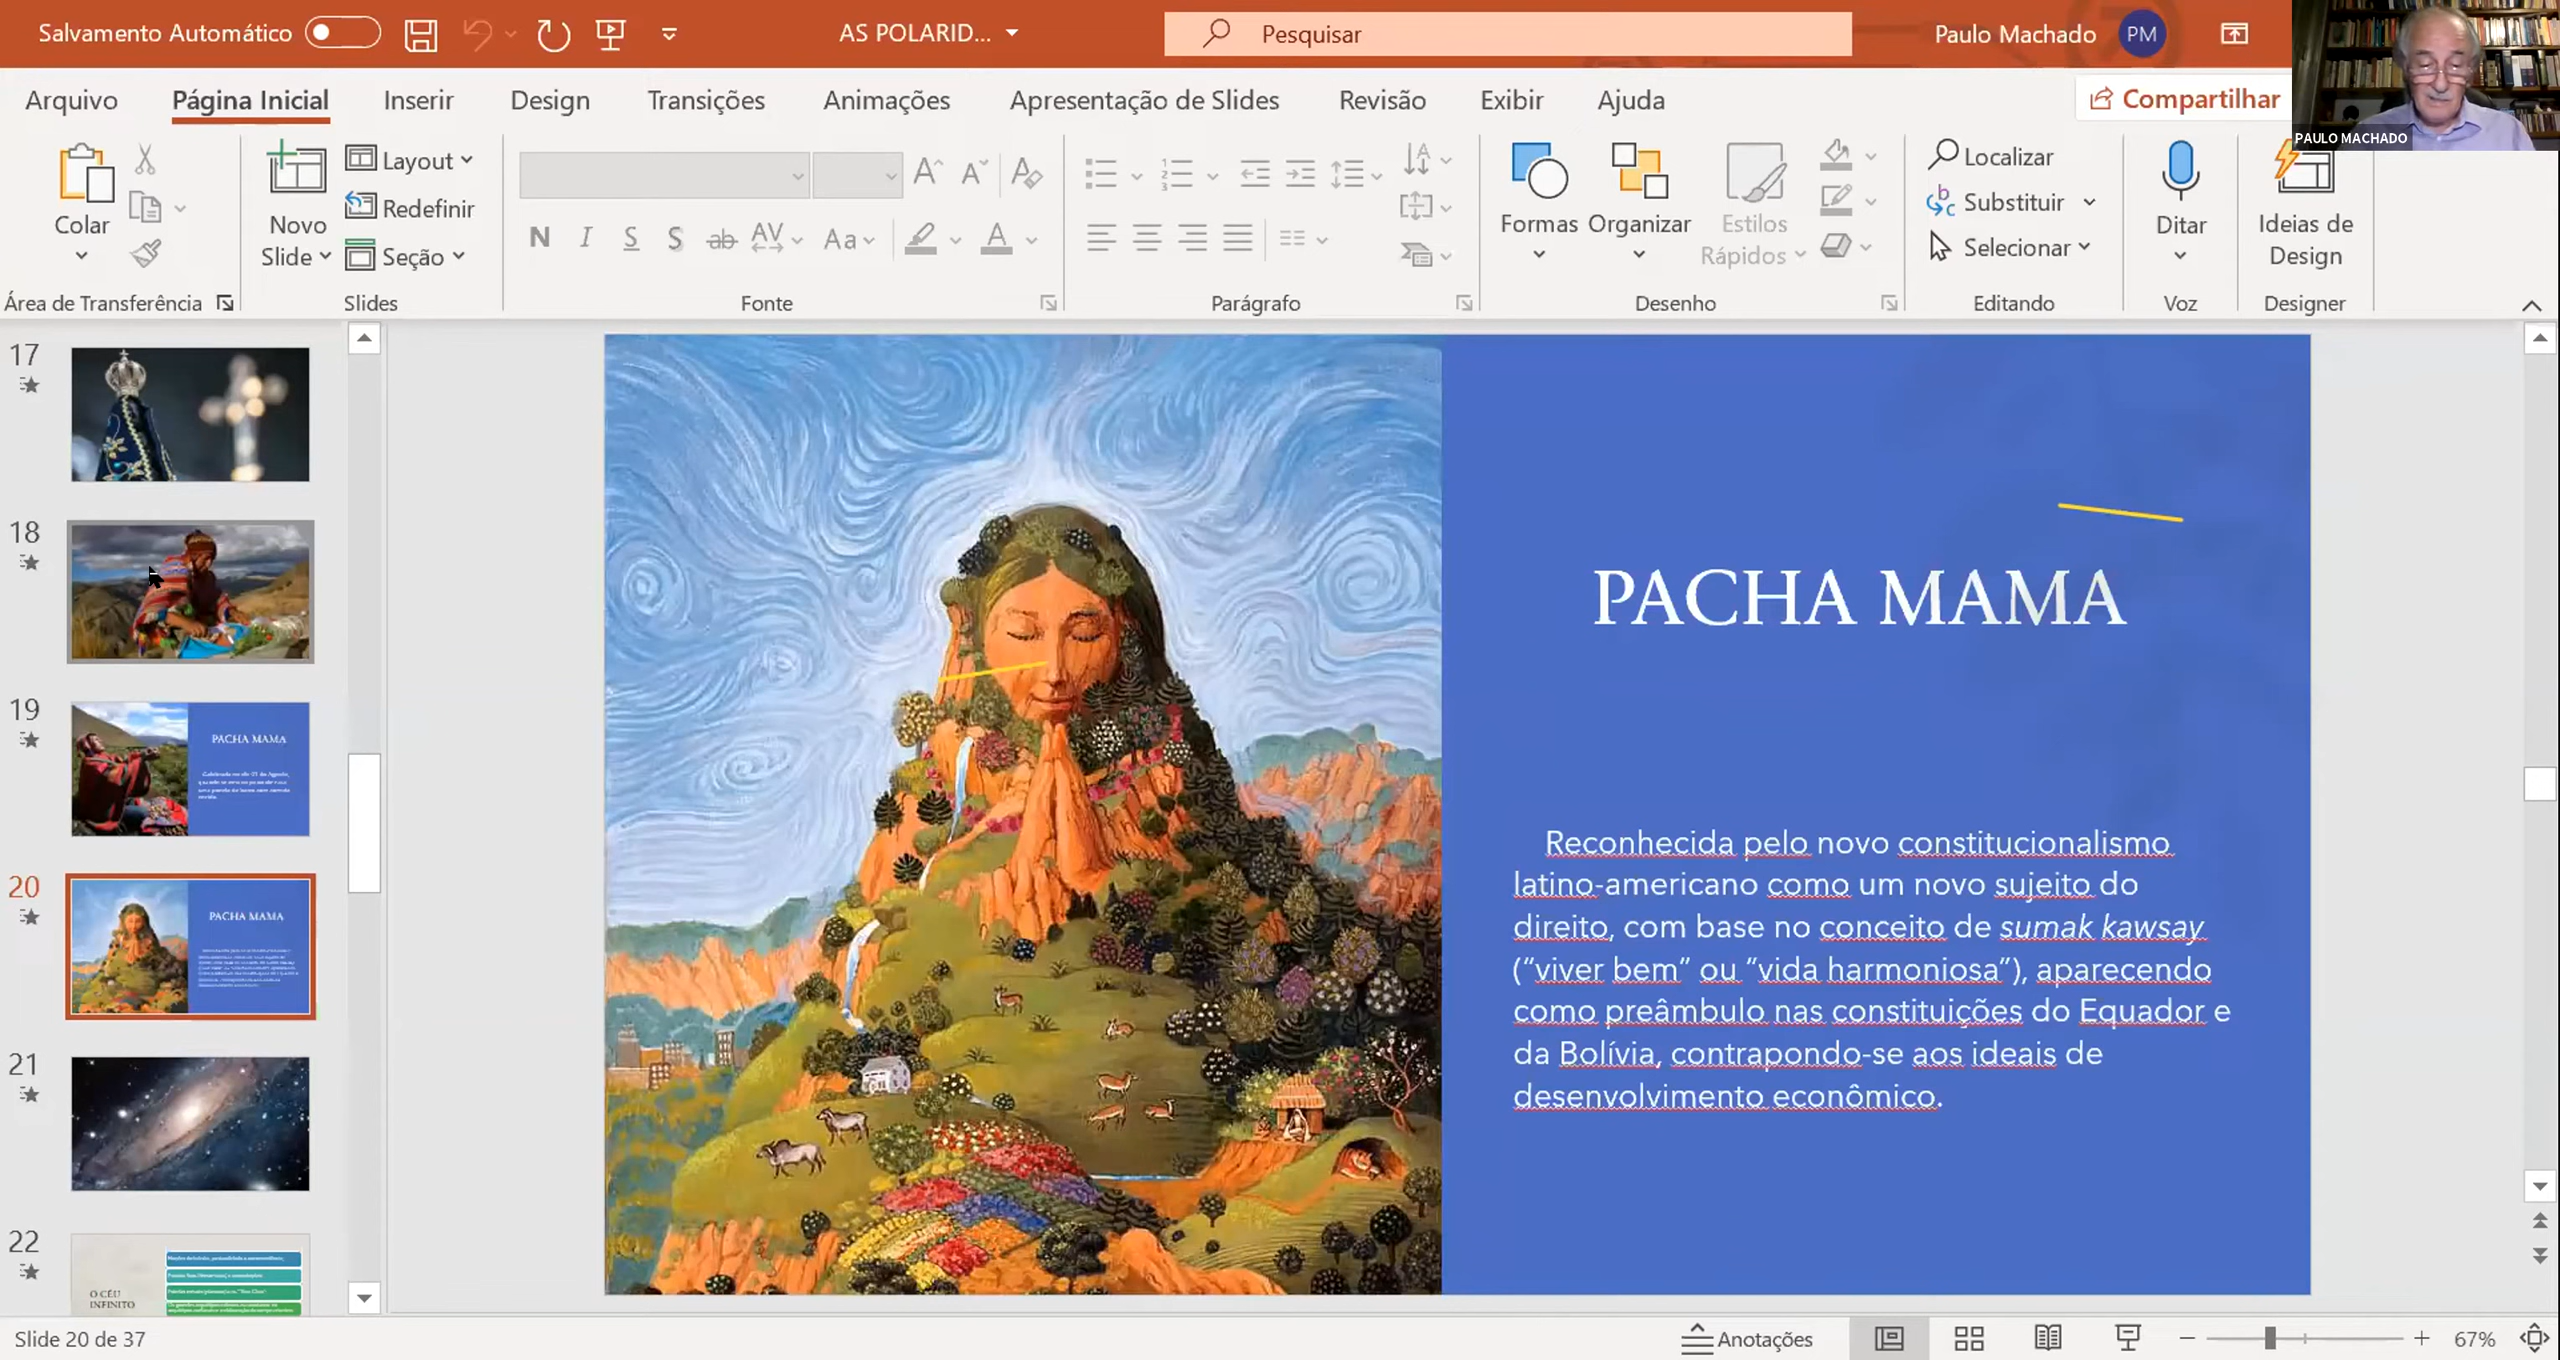 Salvamento Automático
AS POLARID...
Pesquisar
Paulo Machado
PM
Arquivo
Página Inicial
Inserir
Design
Transições
Animações
Apresentação de Slides
Revisão
Exibir
Ajuda
Compartilhar
PAULO MACHADO
Colar
Área de Transferência
Novo
Slide
Layout
Redefinir
Seção
Slides
N I S S ab AV Aa A
Fonte
Parágrafo
Formas
Organizar
Estilos
Rápidos
Desenho
Localizar
Substituir
Selecionar
Editando
Ditar
Voz
Ideias de
Design
Designer
17
18
19
PACHA MAMA
20
PACHA MAMA
21
22
O CÉU
INFINITO
PACHA MAMA
Reconhecida pelo novo constitucionalismo
latino-americano como um novo sujeito do
direito, com base no conceito de sumak kawsay
(“viver bem” ou “vida harmoniosa”), aparecendo
como preâmbulo nas constituições do Equador e
da Bolívia, contrapondo-se aos ideais de
desenvolvimento econômico.
Slide 20 de 37
Anotações
67%